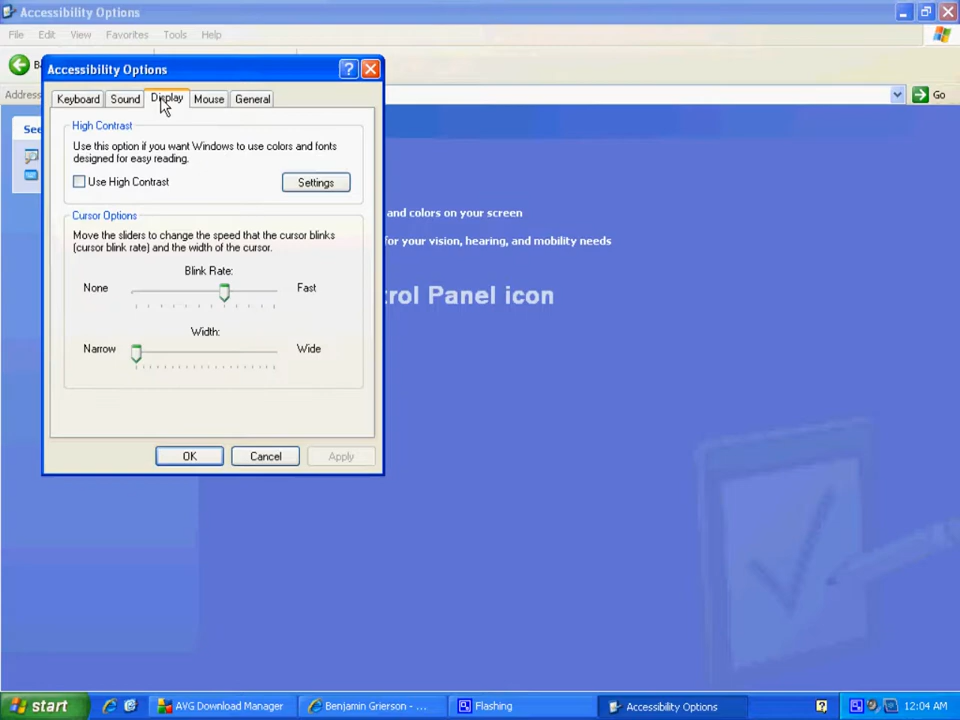 Accessibility Options
File Edit View Favorites Tools Help
Address
Go
See
and colors on your screen
for your vision, hearing, and mobility needs
trol Panel icon
Accessibility Options
Keyboard Sound Display Mouse General
High Contrast
Use this option if you want Windows to use colors and fonts
designed for easy reading.
Use High Contrast
Settings
Cursor Options
Move the sliders to change the speed that the cursor blinks
(cursor blink rate) and the width of the cursor.
Blink Rate:
None Fast
Width:
Narrow Wide
OK Cancel Apply
start
AVG Download Manager
Benjamin Grierson - ...
Flashing
Accessibility Options
12:04 AM